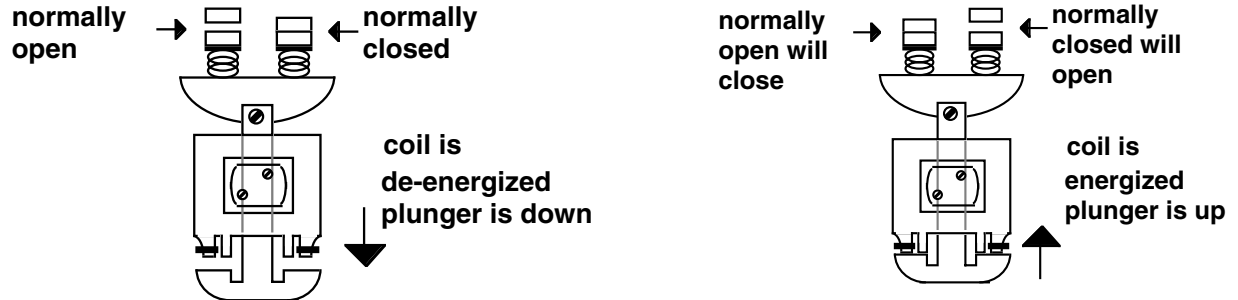 normally
open
normally
closed
coil is
de-energized
plunger is down
normally
open will
close
normally
closed will
open
coil is
energized
plunger is up